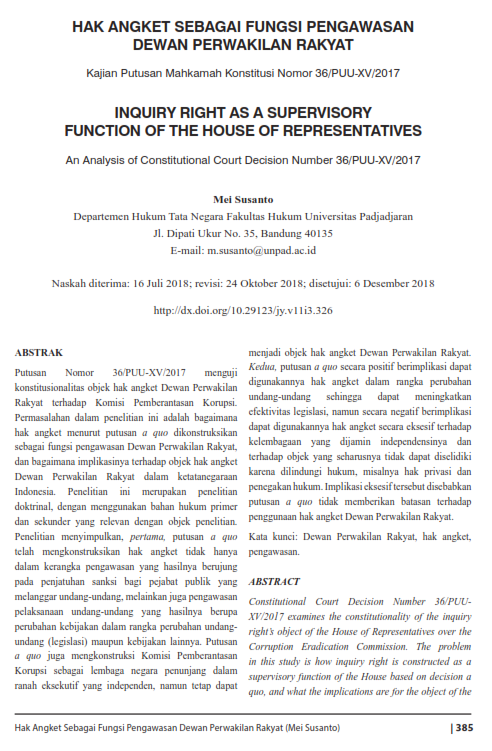 HAK ANGKET SEBAGAI FUNGSI PENGAWASAN
DEWAN PERWAKILAN RAKYAT
Kajian Putusan Mahkamah Konstitusi Nomor 36/PUU-XV/2017
INQUIRY RIGHT AS A SUPERVISORY
FUNCTION OF THE HOUSE OF REPRESENTATIVES
An Analysis of Constitutional Court Decision Number 36/PUU-XV/2017
Mei Susanto
Departemen Hukum Tata Negara Fakultas Hukum Universitas Padjadjaran
Jl. Dipati Ukur No. 35, Bandung 40135
E-mail: m.susanto@unpad.ac.id
Naskah diterima: 16 Juli 2018; revisi: 24 Oktober 2018; disetujui: 6 Desember 2018
http://dx.doi.org/10.29123/jy.v11i3.326
ABSTRAK
Putusan Nomor 36/PUU-XV/2017 menguji
konstitusionalitas objek hak angket Dewan Perwakilan
Rakyat terhadap Komisi Pemberantasan Korupsi.
Permasalahan dalam penelitian ini adalah bagaimana
hak angket menurut putusan a quo dikonstruksikan
sebagai fungsi pengawasan Dewan Perwakilan Rakyat,
dan bagaimana implikasinya terhadap objek hak angket
Dewan Perwakilan Rakyat dalam ketatanegaraan
Indonesia. Penelitian ini merupakan penelitian
doktrinal, dengan menggunakan bahan hukum primer
dan sekunder yang relevan dengan objek penelitian.
Penelitian menyimpulkan, pertama, putusan a quo
telah mengkonstruksikan hak angket tidak hanya
dalam kerangka pengawasan yang hasilnya berujung
pada penjatuhan sanksi bagi pejabat publik yang
melanggar undang-undang, melainkan juga pengawasan
pelaksanaan undang-undang yang hasilnya berupa
perubahan kebijakan dalam rangka perubahan undang-
undang (legislasi) maupun kebijakan lainnya. Putusan
a quo juga mengkonstruksi Komisi Pemberantasan
Korupsi sebagai lembaga negara penunjang dalam
ranah eksekutif yang independen, namun tetap dapat
menjadi objek hak angket Dewan Perwakilan Rakyat.
Kedua, putusan a quo secara positif berimplikasi dapat
digunakannya hak angket dalam rangka perubahan
undang-undang sehingga dapat meningkatkan
efektivitas legislasi, namun secara negatif berimplikasi
dapat digunakannya hak angket secara eksesif terhadap
kelembagaan yang dijamin independensinya dan
terhadap objek yang seharusnya tidak dapat diselidiki
karena dilindungi hukum, misalnya hak privasi dan
penegakan hukum. Implikasi eksesif tersebut disebabkan
putusan a quo tidak memberikan batasan terhadap
penggunaan hak angket Dewan Perwakilan Rakyat.
Kata kunci: Dewan Perwakilan Rakyat, hak angket,
pengawasan.
ABSTRACT
Constitutional Court Decision Number 36/PUU-
XV/2017 examines the constitutionality of the inquiry
right's object of the House of Representatives over the
Corruption Eradication Commission. The problem
in this study is how inquiry right is constructed as a
supervisory function of the House based on decision a
quo, and what the implications are for the object of the
Hak Angket Sebagai Fungsi Pengawasan Dewan Perwakilan Rakyat (Mei Susanto) | 385